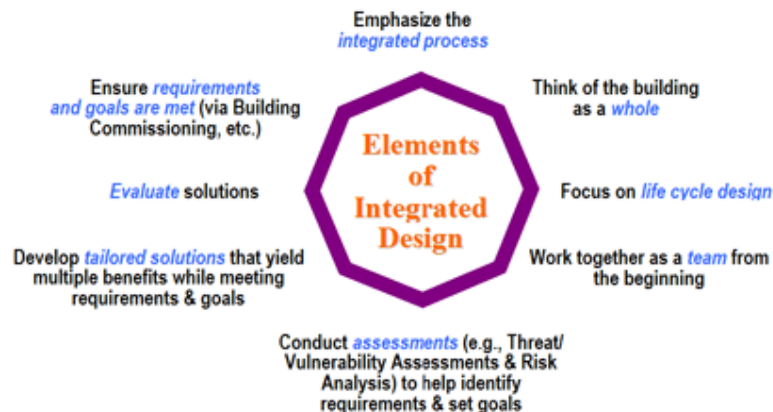 Emphasize the
integrated process
Think of the building
as a whole
Focus on life cycle design
Work together as a team from
the beginning
Conduct assessments (e.g., Threat/
Vulnerability Assessments & Risk
Analysis) to help identify
requirements & set goals
Develop tailored solutions that yield
multiple benefits while meeting
requirements & goals
Evaluate solutions
Ensure requirements
and goals are met (via Building
Commissioning, etc.)
Elements
of
Integrated
Design